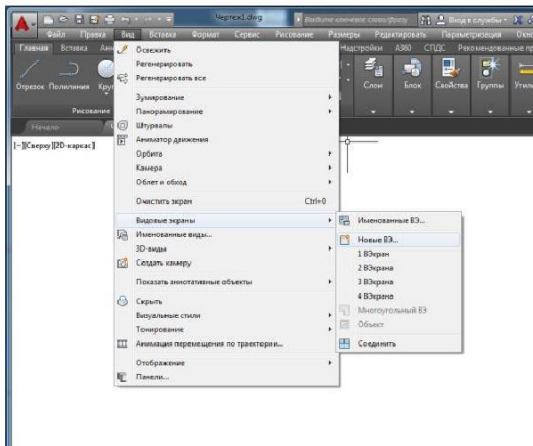 Чертеж1.dwg
Введите ключевое слово/фразу
Вход в службы
Файл Правка Вид Вставка Формат Сервис Рисование Размеры Редактировать Параметризация Окно
Главная Вставка Надстройки A360 СПДС Рекомендованные
Отрезок Полилиния Круг
Слои Блок Свойства Группы
Рисование
Начало
[−][Сверху][2D-каркас]
Освежить
Регенерировать
Регенерировать все
Зумирование
Панорамирование
Штурвалы
Аниматор движения
Орбита
Камера
Облет и обход
Очистить экран Ctrl+0
Видовые экраны
Именованные виды...
3D-виды
Создать камеру
Показать аннотативные объекты
Скрыть
Визуальные стили
Тонирование
Анимация перемещения по траектории...
Отображение
Панели...
Именованные ВЭ...
Новые ВЭ...
1 ВЭкран
2 ВЭкрана
3 ВЭкрана
4 ВЭкрана
Многоугольный ВЭ
Объект
Соединить